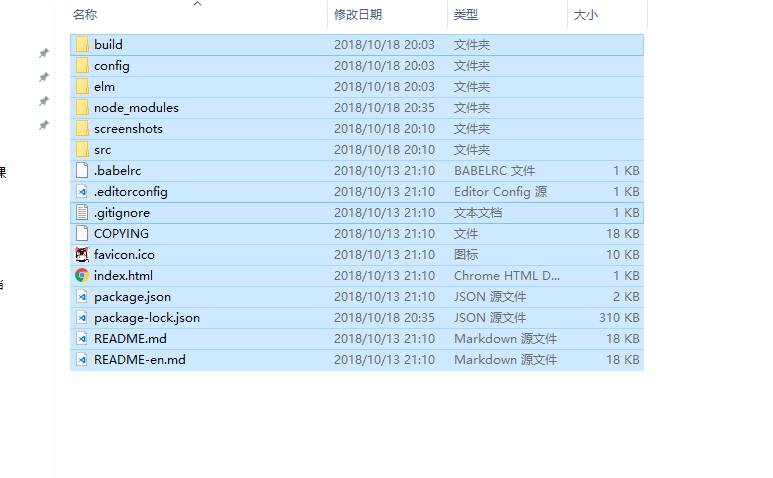 名称 修改日期 类型 大小
build 2018/10/18 20:03 文件夹
config 2018/10/18 20:03 文件夹
elm 2018/10/18 20:03 文件夹
node_modules 2018/10/18 20:35 文件夹
screenshots 2018/10/18 20:10 文件夹
src 2018/10/18 20:10 文件夹
.babelrc 2018/10/13 21:10 BABELRC 文件 1 KB
.editorconfig 2018/10/13 21:10 Editor Config 源 1 KB
.gitignore 2018/10/13 21:10 文本文档 1 KB
COPYING 2018/10/13 21:10 文件 18 KB
favicon.ico 2018/10/13 21:10 图标 10 KB
index.html 2018/10/13 21:10 Chrome HTML D... 1 KB
package.json 2018/10/13 21:10 JSON 源文件 2 KB
package-lock.json 2018/10/18 20:35 JSON 源文件 310 KB
README.md 2018/10/13 21:10 Markdown 源文件 18 KB
README-en.md 2018/10/13 21:10 Markdown 源文件 18 KB